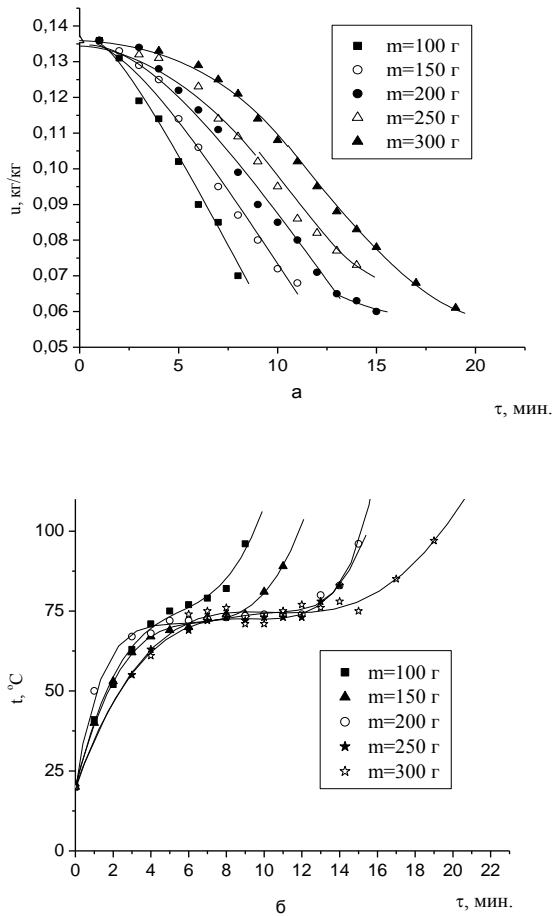 0,14
0,13
0,12
0,11
0,10
0,09
0,08
0,07
0,06
0,05
u, кг/кг
m=100 г
m=150 г
m=200 г
m=250 г
m=300 г
0 5 10 15 20
а
τ, мин.
100
75
50
25
0
t, °C
m=100 г
m=150 г
m=200 г
m=250 г
m=300 г
0 2 4 6 8 10 12 14 16 18 20 22
б
τ, мин.